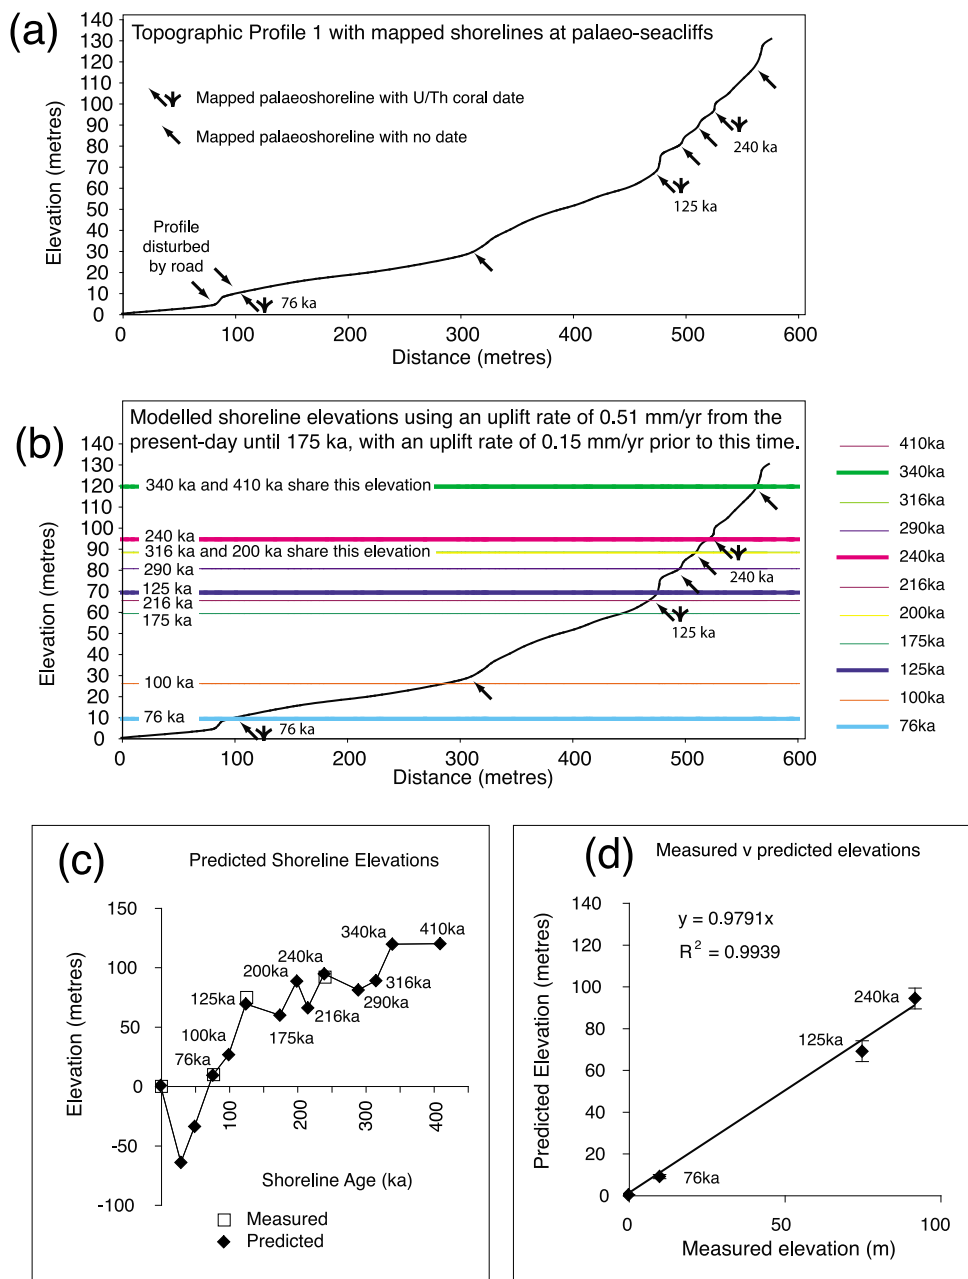 (a)
Topographic Profile 1 with mapped shorelines at palaeo-seacliffs
Mapped palaeoshoreline with U/Th coral date
Mapped palaeoshoreline with no date
Elevation (metres)
140
130
120
110
100
90
80
70
60
50
40
30
20
10
0
Profile
disturbed
by road
76 ka
125 ka
240 ka
0 100 200 300 400 500 600
Distance (metres)
(b)
Modelled shoreline elevations using an uplift rate of 0.51 mm/yr from the
present-day until 175 ka, with an uplift rate of 0.15 mm/yr prior to this time.
Elevation (metres)
140
130
120
110
100
90
80
70
60
50
40
30
20
10
0
340 ka and 410 ka share this elevation
240 ka
316 ka and 200 ka share this elevation
290 ka
125 ka
216 ka
175 ka
100 ka
76 ka
76 ka
125 ka
240 ka
0 100 200 300 400 500 600
Distance (metres)
410ka
340ka
316ka
290ka
240ka
216ka
200ka
175ka
125ka
100ka
76ka
(c)
Predicted Shoreline Elevations
Elevation (metres)
150
100
50
0
-50
-100
76ka
100ka
125ka
175ka
200ka
216ka
240ka
290ka
316ka
340ka
410ka
100 200 300 400
Shoreline Age (ka)
Measured
Predicted
(d)
Measured v predicted elevations
y = 0.9791x
R2 = 0.9939
Predicted Elevation (metres)
140
120
100
80
60
40
20
0
240ka
125ka
76ka
0 50 100
Measured elevation (m)